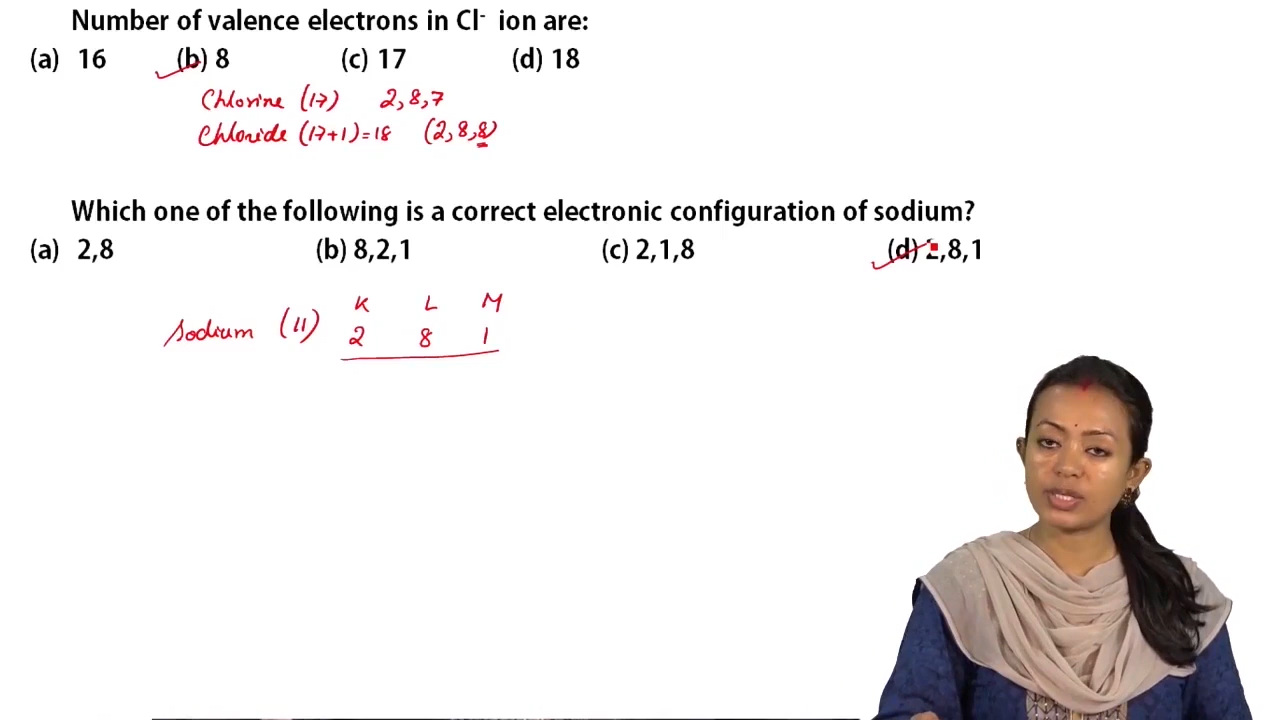 Number of valence electrons in Cl⁻ ion are:
(a) 16 (b) 8 (c) 17 (d) 18
Chlorine (17) 2,8,7
Chloride (17+1)=18 (2,8,8)
Which one of the following is a correct electronic configuration of sodium?
(a) 2,8 (b) 8,2,1 (c) 2,1,8 (d) 2,8,1
K L M
Sodium (11) 2 8 1